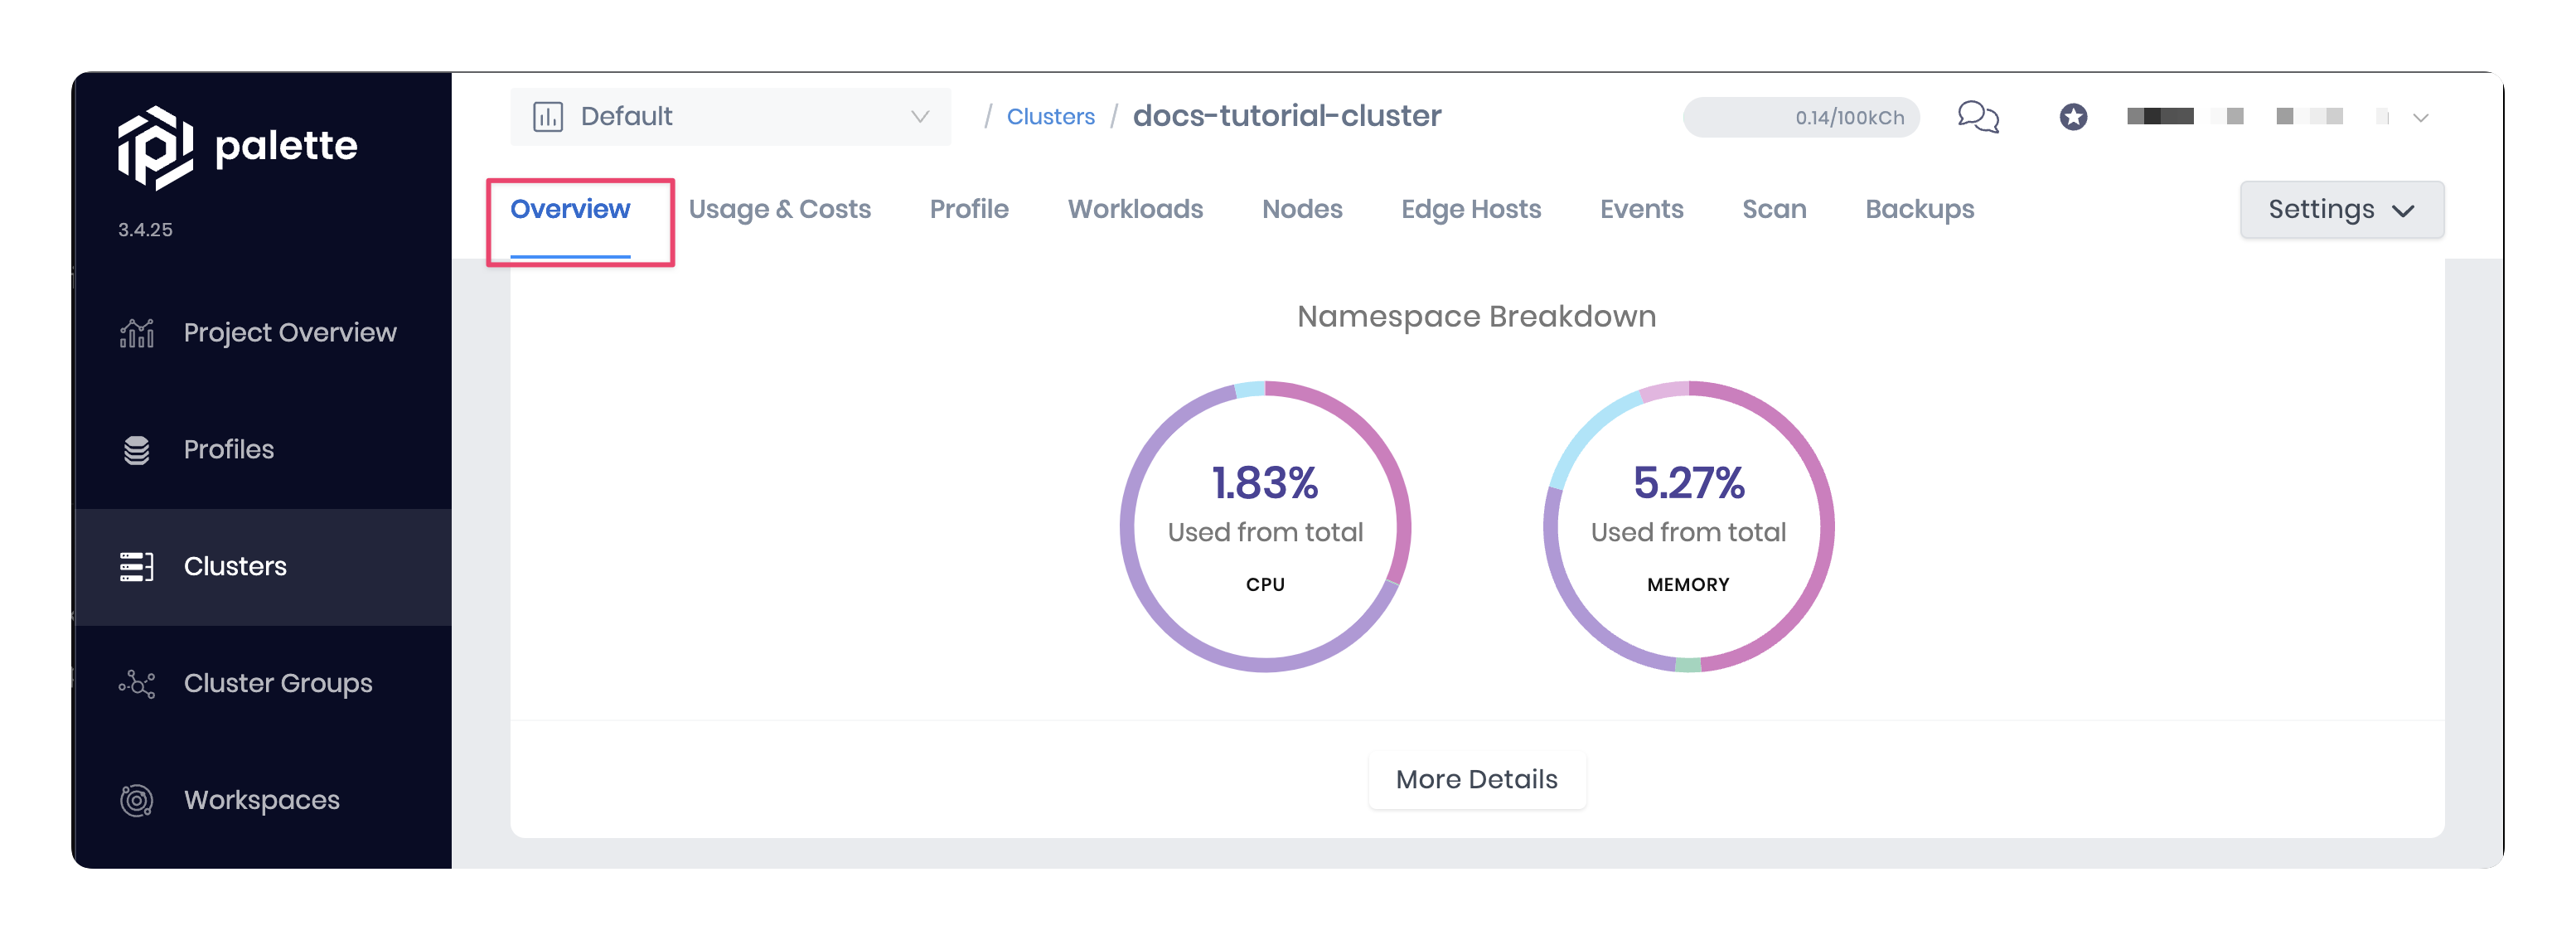 palette
3.4.25
Project Overview
Profiles
Clusters
Cluster Groups
Workspaces
Default
/ Clusters / docs-tutorial-cluster
0.14/100kCh
Overview
Usage & Costs
Profile
Workloads
Nodes
Edge Hosts
Events
Scan
Backups
Settings
Namespace Breakdown
1.83%
Used from total
CPU
5.27%
Used from total
MEMORY
More Details